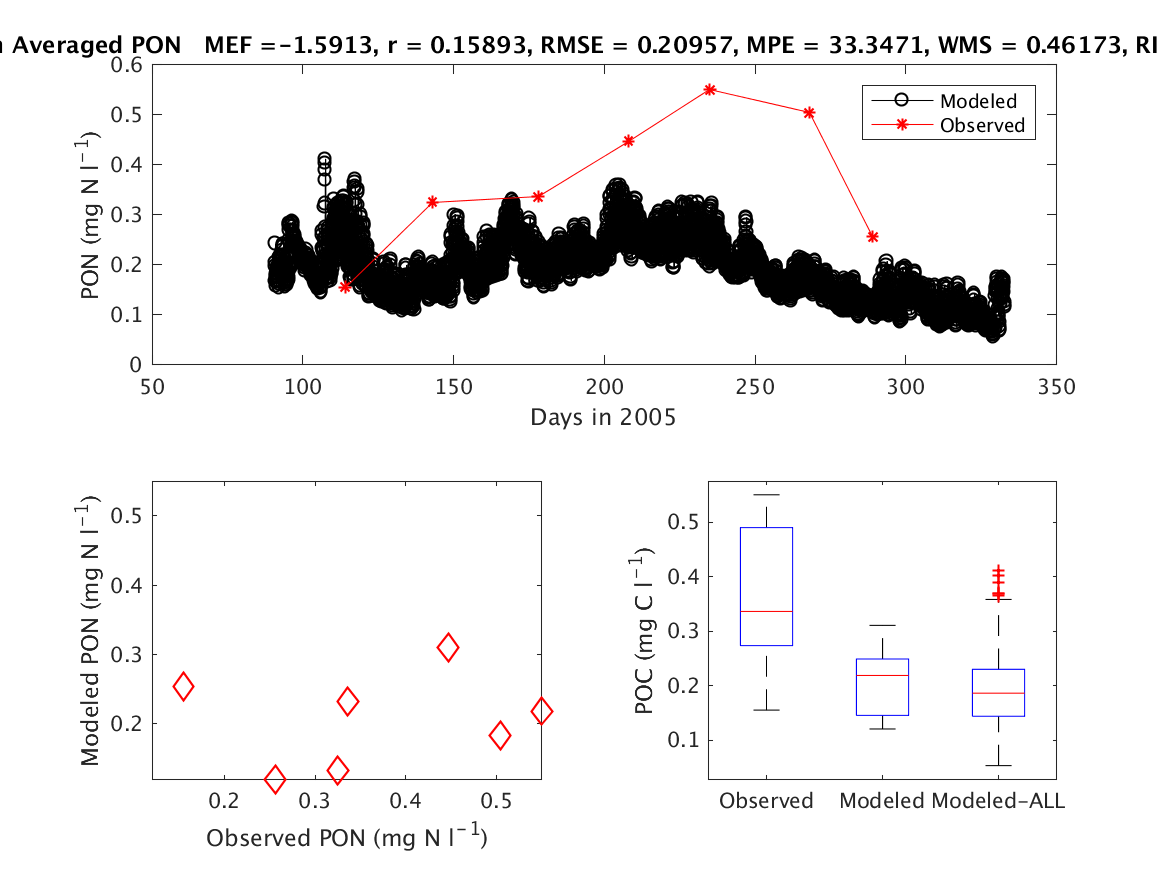 Averaged PON MEF =-1.5913, r = 0.15893, RMSE = 0.20957, MPE = 33.3471, WMS = 0.46173, RI
0.6
0.5
0.4
0.3
0.2
0.1
0
PON (mg N l⁻¹)
Modeled
Observed
50 100 150 200 250 300 350
Days in 2005
0.5
0.4
0.3
0.2
Modeled PON (mg N l⁻¹)
0.2 0.3 0.4 0.5
Observed PON (mg N l⁻¹)
0.5
0.4
0.3
0.2
0.1
POC (mg C l⁻¹)
Observed Modeled Modeled-ALL